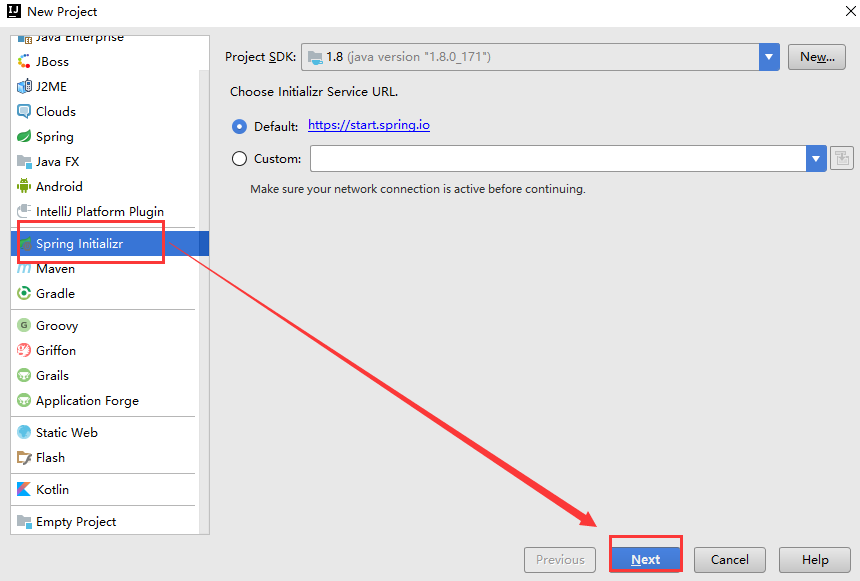 New Project
Java Enterprise
JBoss
J2ME
Clouds
Spring
Java FX
Android
IntelliJ Platform Plugin
Spring Initializr
Maven
Gradle
Groovy
Griffon
Grails
Application Forge
Static Web
Flash
Kotlin
Empty Project
Project SDK: 1.8 (java version "1.8.0_171") New...
Choose Initializr Service URL.
Default: https://start.spring.io
Custom:
Make sure your network connection is active before continuing.
Previous Next Cancel Help